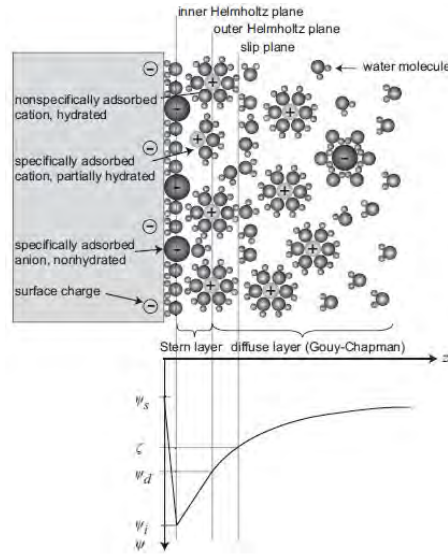 inner Helmholtz plane
outer Helmholtz plane
slip plane
water molecule
nonspecifically adsorbed
cation, hydrated
specifically adsorbed
cation, partially hydrated
specifically adsorbed
anion, nonhydrated
surface charge
Stern layer diffuse layer (Gouy-Chapman)
z
ψs
ζ
ψd
ψi
ψ